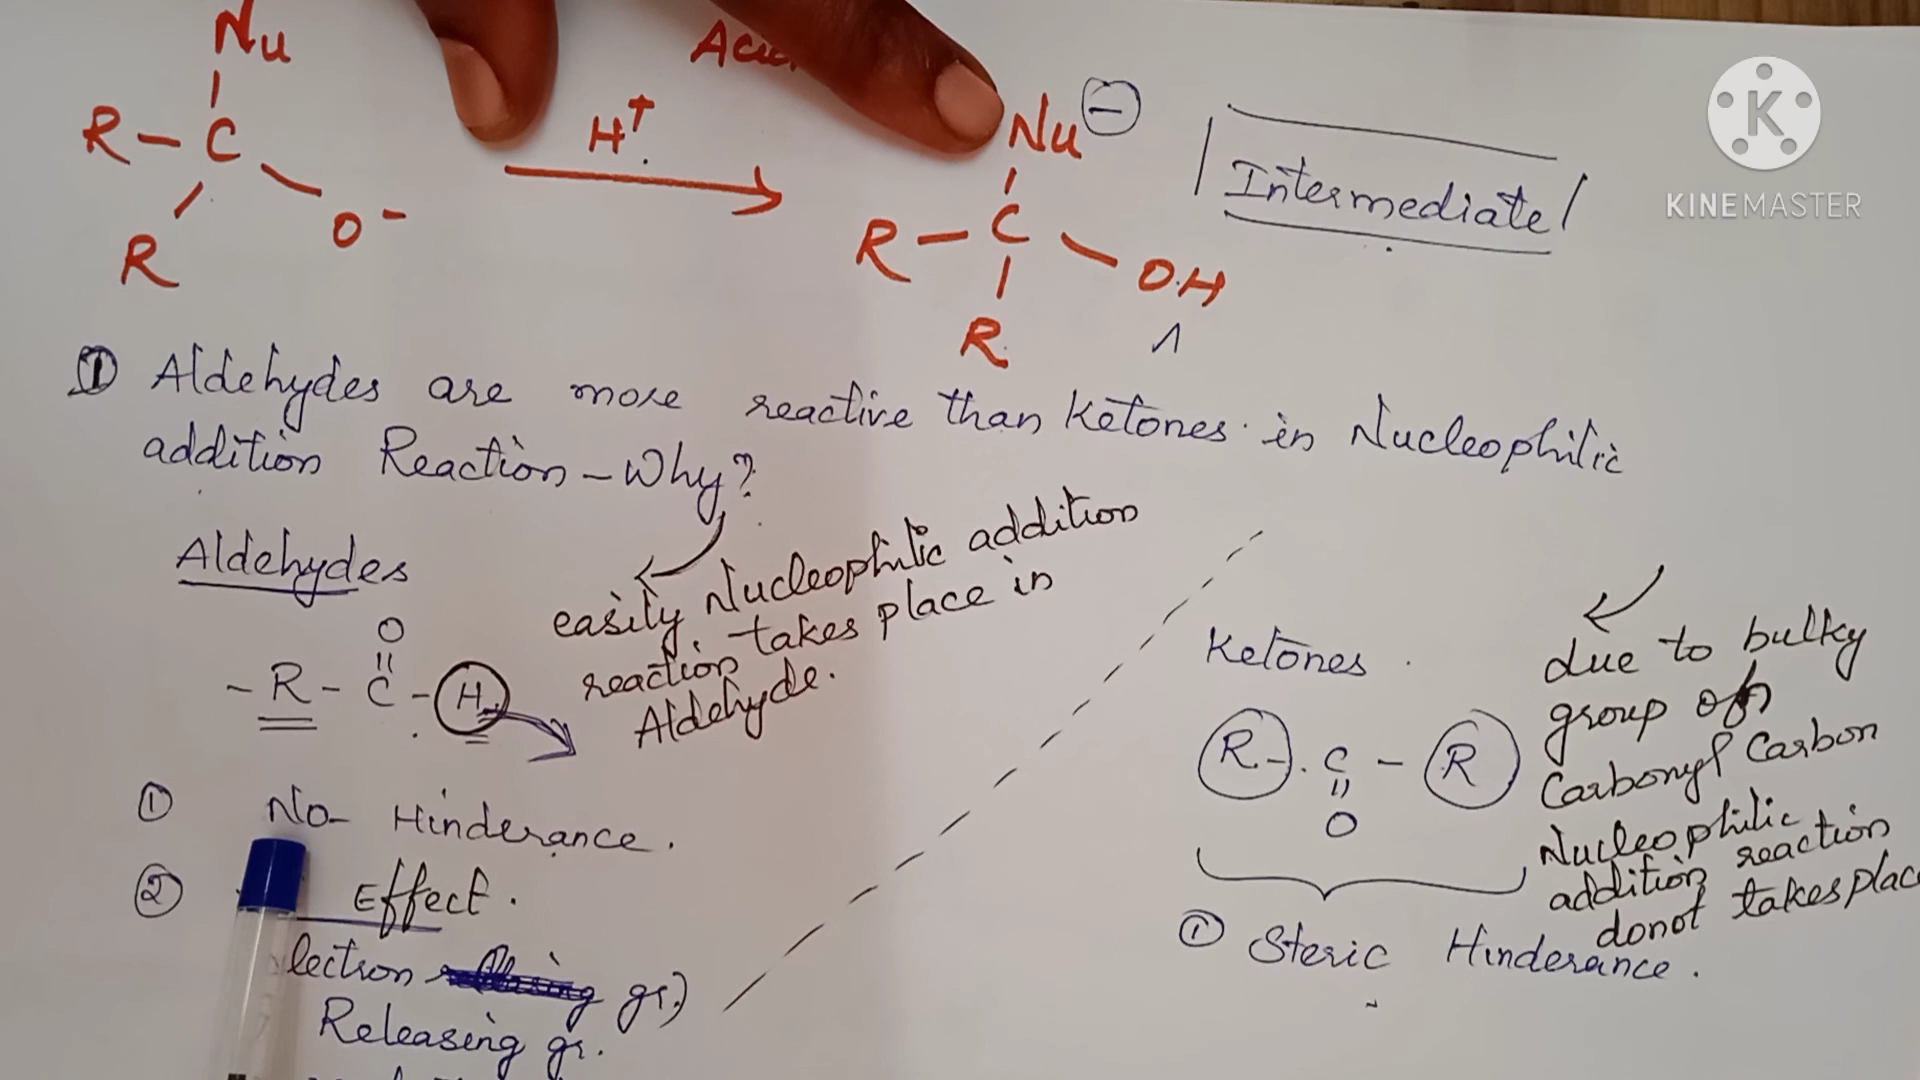 Nu
R-C
O-
R
H+
Nu-
R-C
OH
R
Intermediate
KINEMASTER
① Aldehydes are more reactive than Ketones in Nucleophilic
addition Reaction - Why?
Aldehydes
easily Nucleophilic addition
reaction takes place in
Aldehyde.
O
-R-C-H
① No- Hinderance.
② Effect.
gr.)
Releasing gr.
Ketones
R-C-R
O
① Steric Hinderance.
due to bulky
group of
Carbonyl Carbon
Nucleophilic
addition reaction
donot takes place